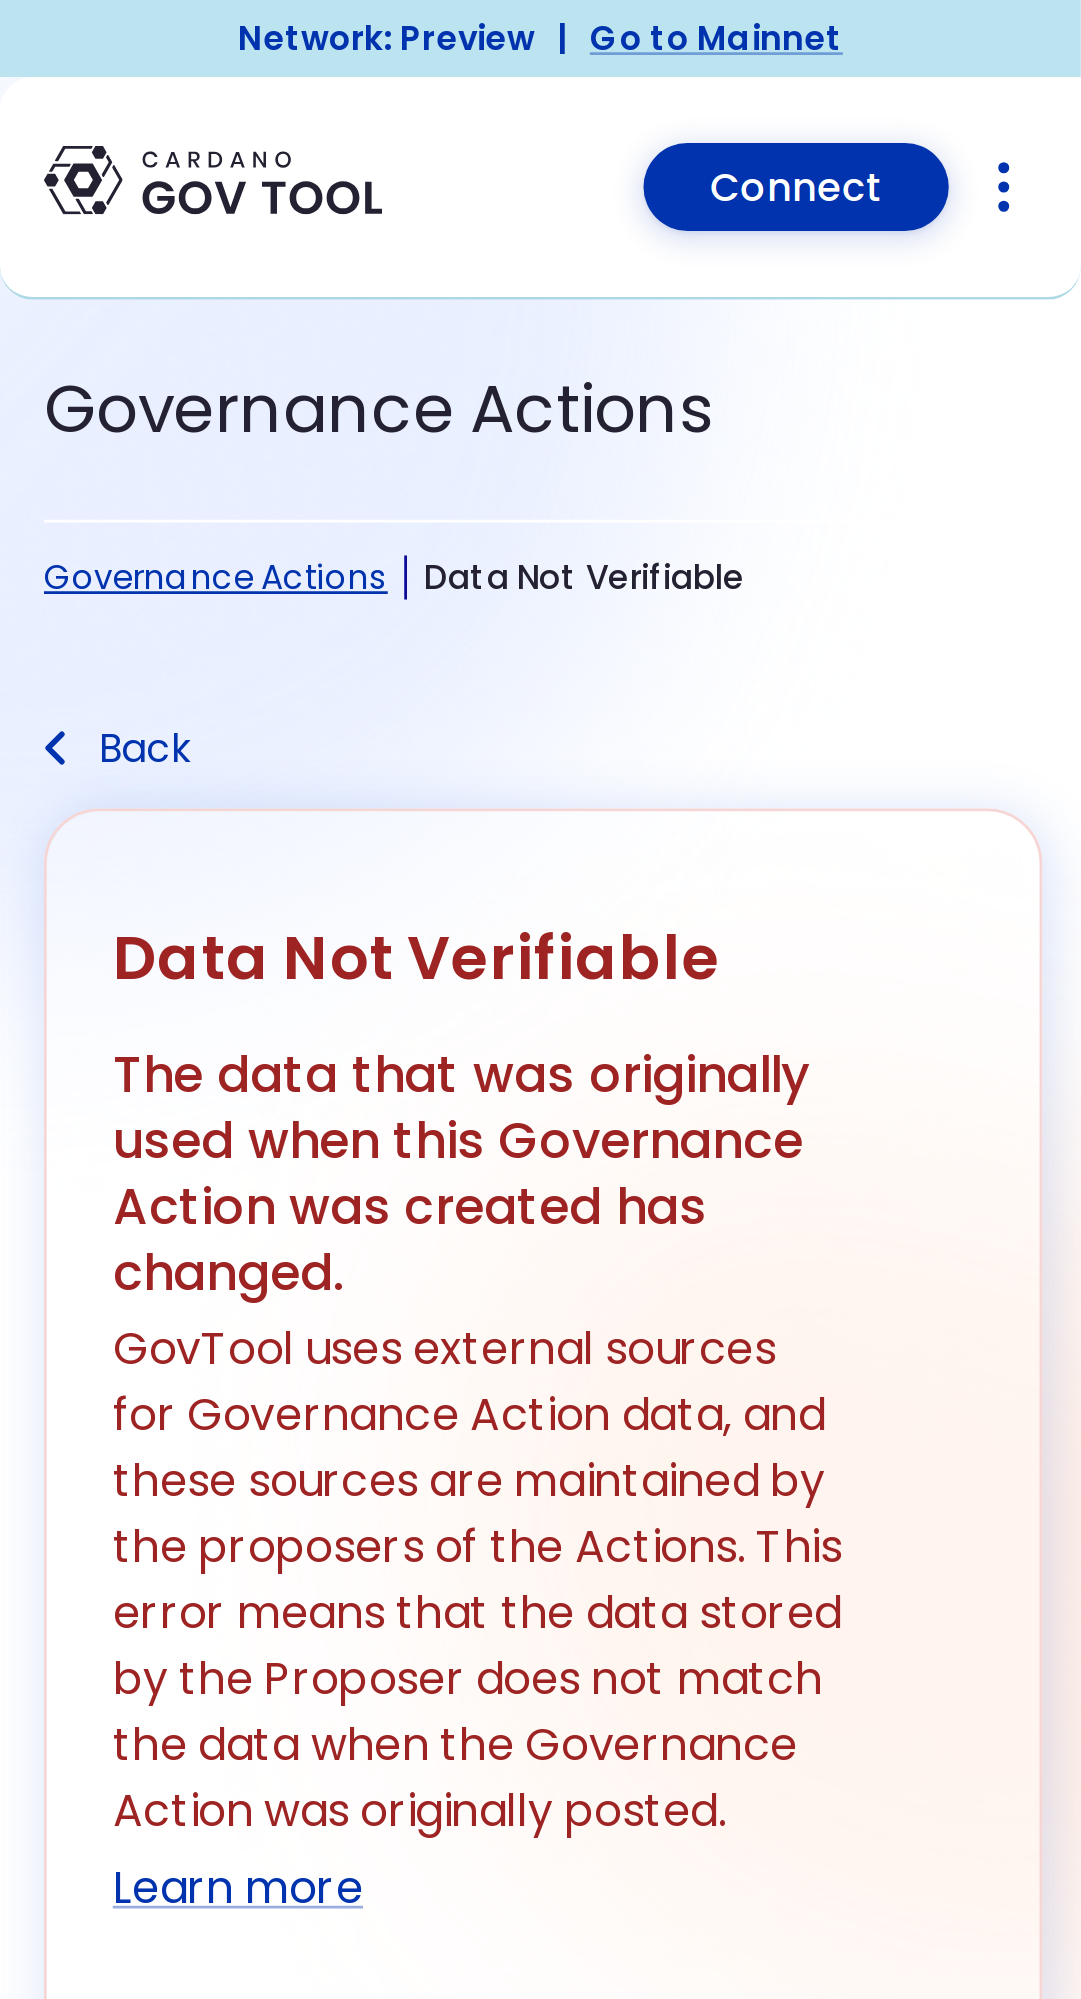 Network: Preview | Go to Mainnet
CARDANO
GOV TOOL
Connect
Governance Actions
Governance Actions | Data Not Verifiable
Back
Data Not Verifiable
The data that was originally
used when this Governance
Action was created has
changed.
GovTool uses external sources
for Governance Action data, and
these sources are maintained by
the proposers of the Actions. This
error means that the data stored
by the Proposer does not match
the data when the Governance
Action was originally posted.
Learn more